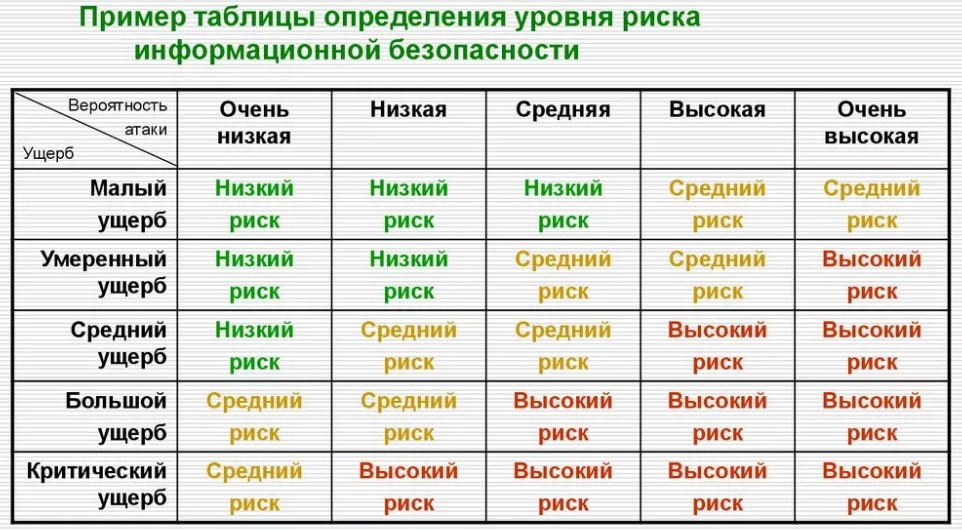 Пример таблицы определения уровня риска
информационной безопасности
Вероятность
атаки
Ущерб
Очень
низкая
Низкая
Средняя
Высокая
Очень
высокая
Малый
ущерб
Низкий
риск
Низкий
риск
Низкий
риск
Средний
риск
Средний
риск
Умеренный
ущерб
Низкий
риск
Низкий
риск
Средний
риск
Средний
риск
Высокий
риск
Средний
ущерб
Низкий
риск
Средний
риск
Средний
риск
Высокий
риск
Высокий
риск
Большой
ущерб
Средний
риск
Средний
риск
Высокий
риск
Высокий
риск
Высокий
риск
Критический
ущерб
Средний
риск
Высокий
риск
Высокий
риск
Высокий
риск
Высокий
риск